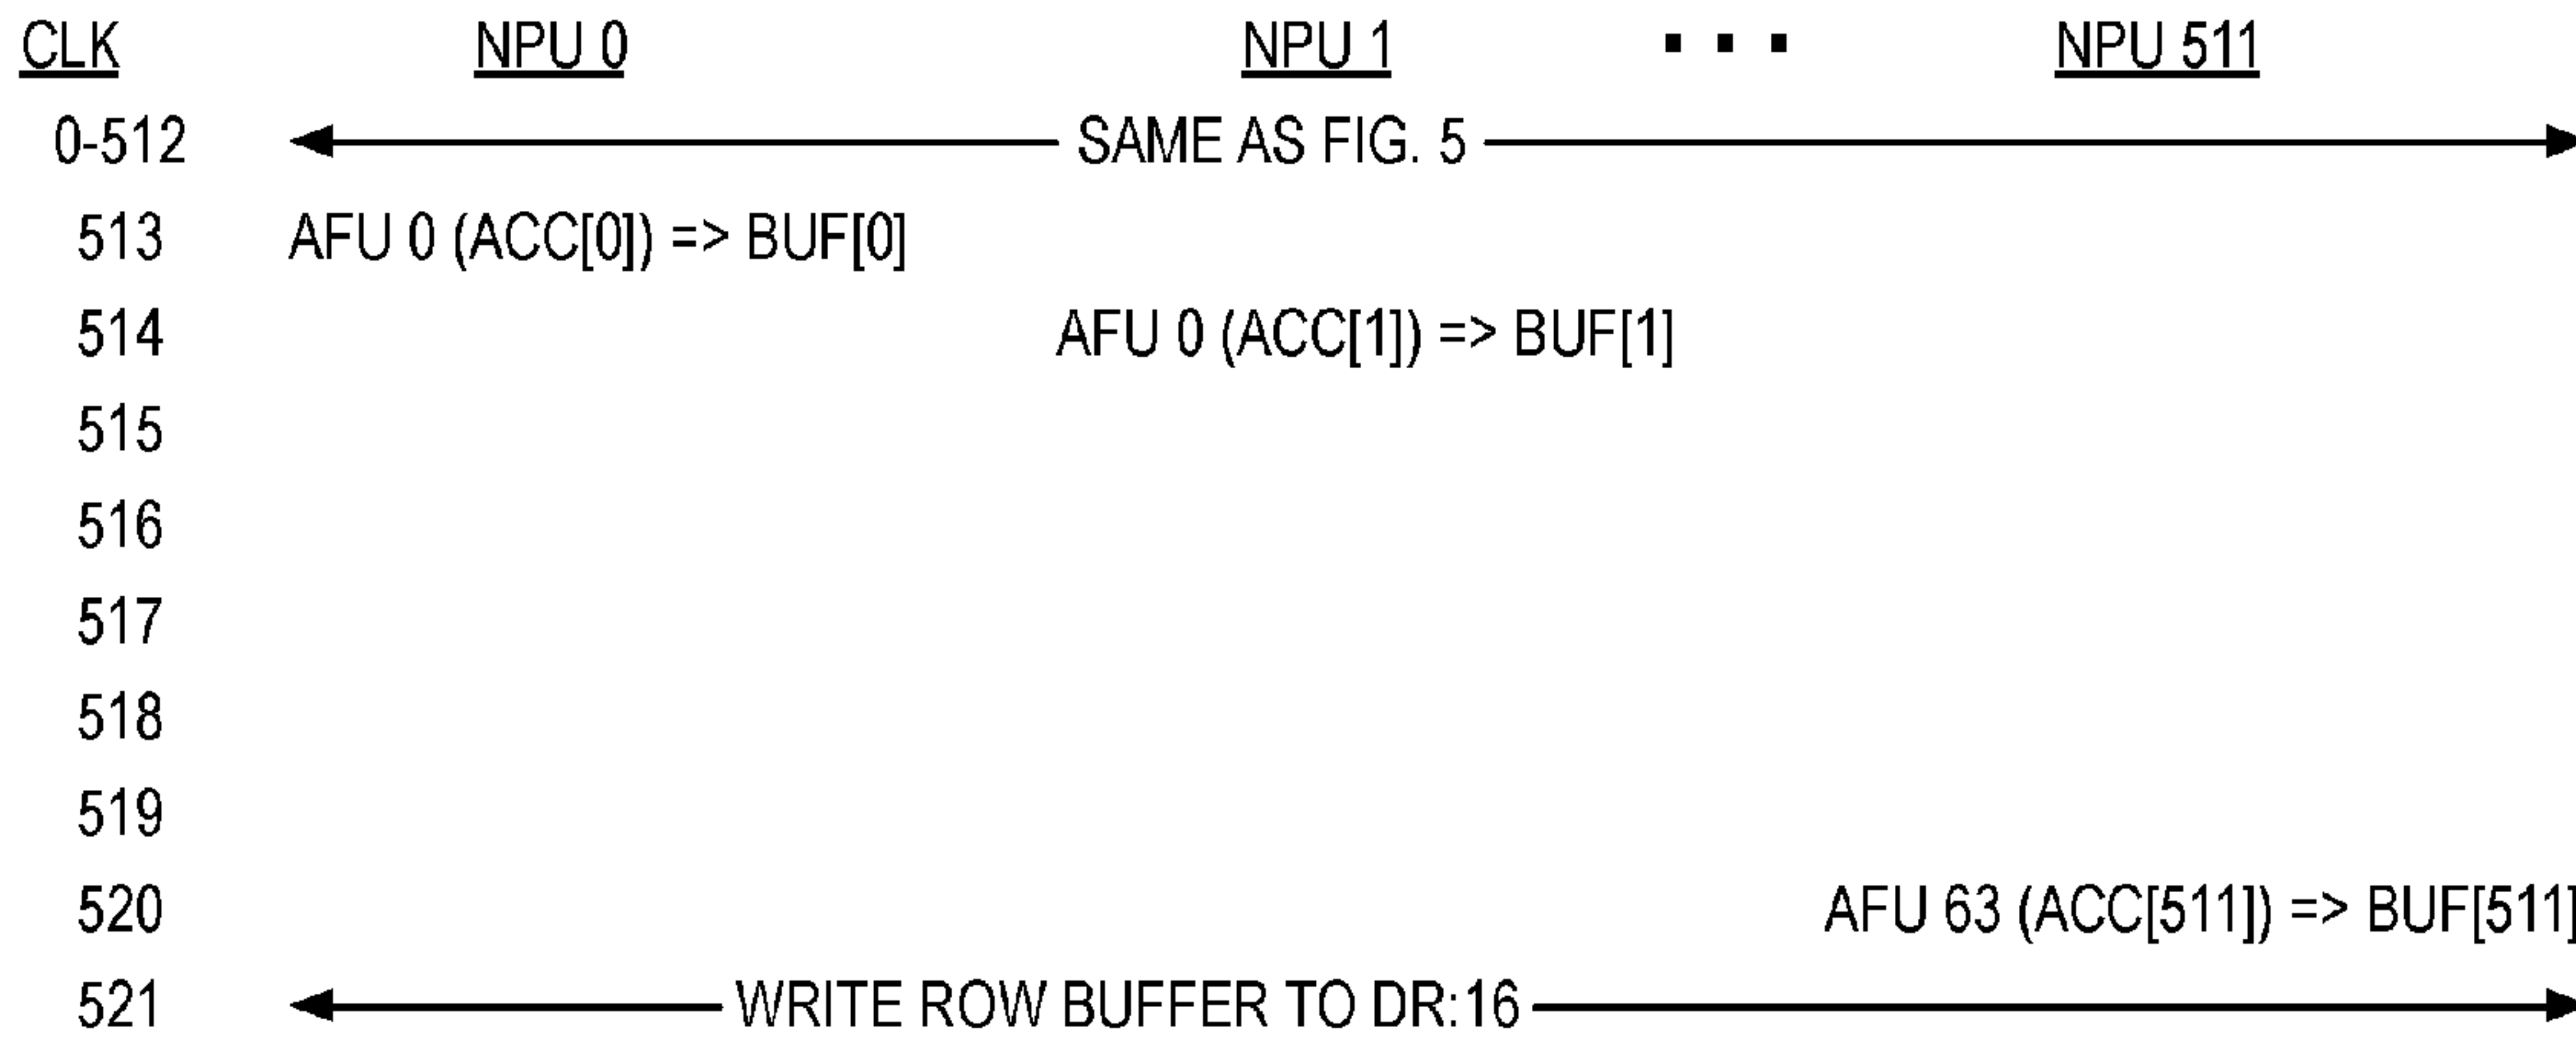 CLK NPU 0 NPU 1 ... NPU 511
0-512 SAME AS FIG. 5
513 AFU 0 (ACC[0]) => BUF[0]
514 AFU 0 (ACC[1]) => BUF[1]
515
516
517
518
519
520 AFU 63 (ACC[511]) => BUF[511]
521 WRITE ROW BUFFER TO DR:16